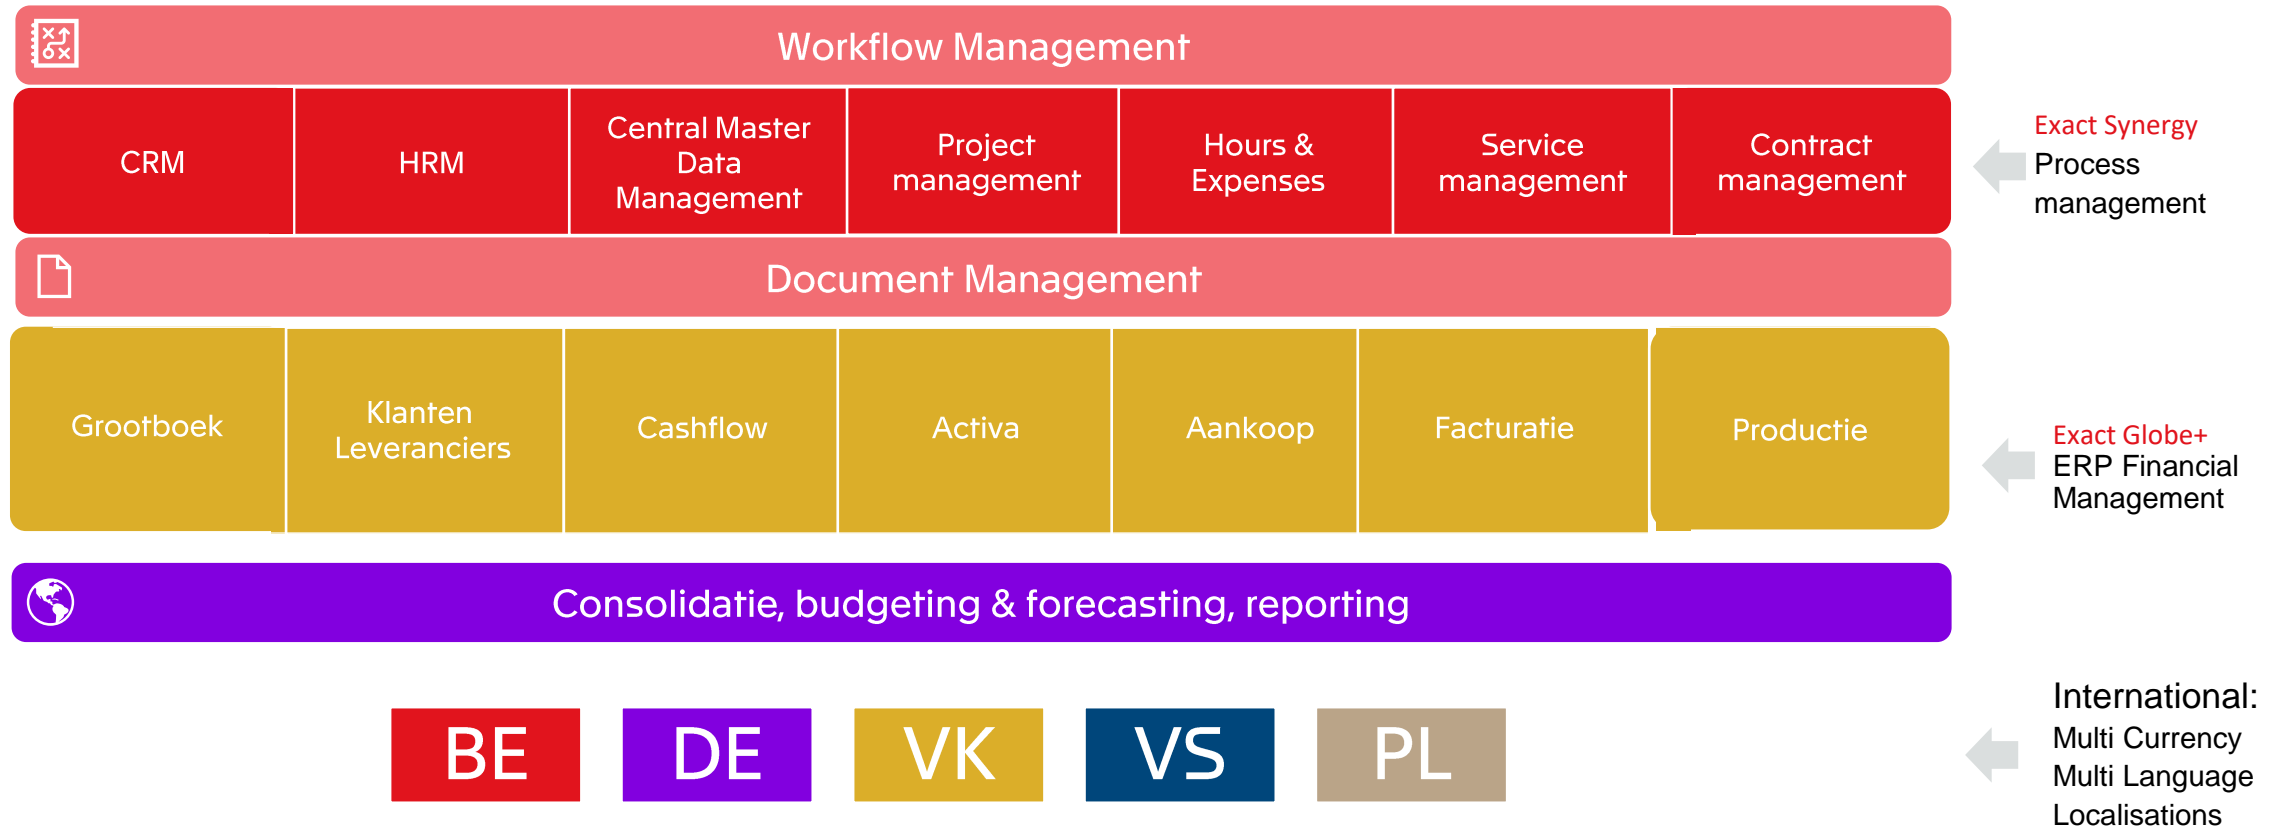 Workflow Management
CRM
HRM
Central Master
Data
Management
Project
management
Hours &
Expenses
Service
management
Contract
management
Exact Synergy
Process
management
Document Management
Grootboek
Klanten
Leveranciers
Cashflow
Activa
Aankoop
Facturatie
Productie
Exact Globe+
ERP Financial
Management
Consolidatie, budgeting & forecasting, reporting
BE
DE
VK
VS
PL
International:
Multi Currency
Multi Language
Localisations